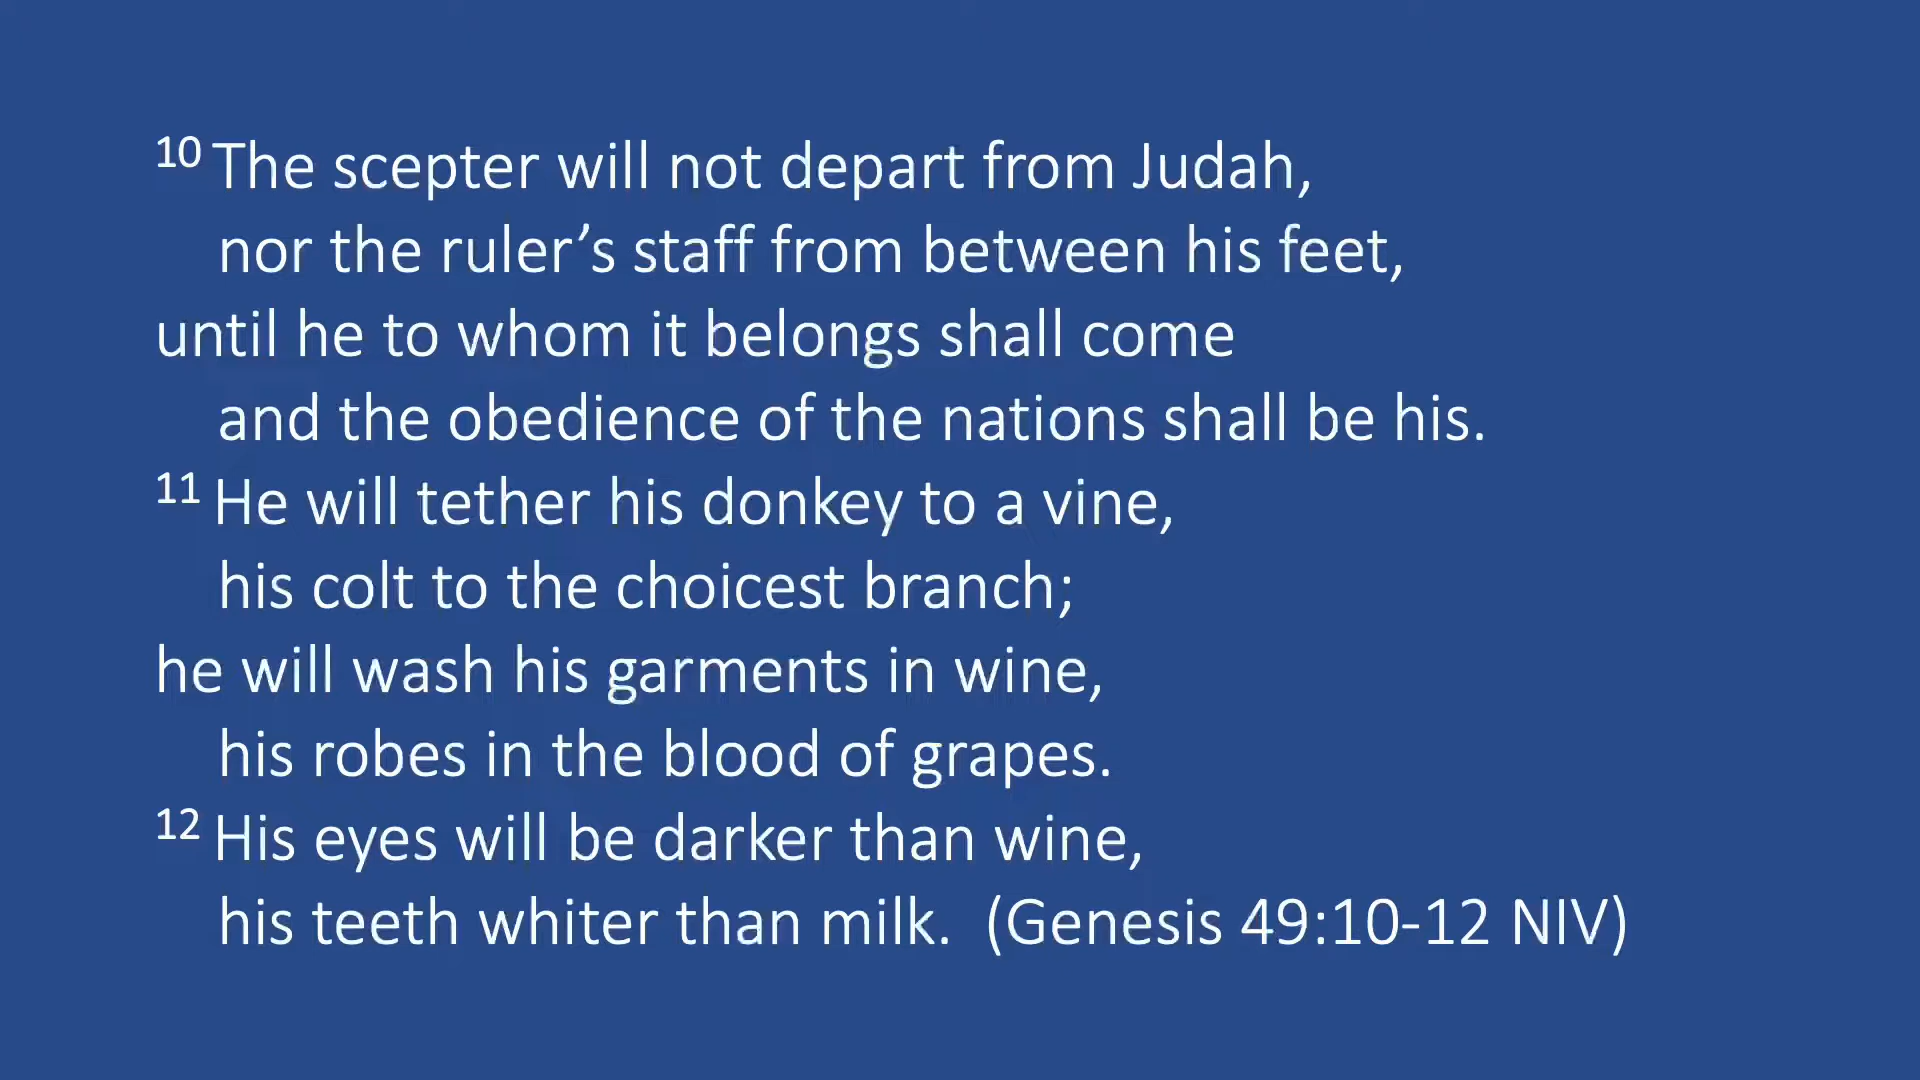 10 The scepter will not depart from Judah,
nor the ruler’s staff from between his feet,
until he to whom it belongs shall come
and the obedience of the nations shall be his.
11 He will tether his donkey to a vine,
his colt to the choicest branch;
he will wash his garments in wine,
his robes in the blood of grapes.
12 His eyes will be darker than wine,
his teeth whiter than milk.  (Genesis 49:10-12 NIV)